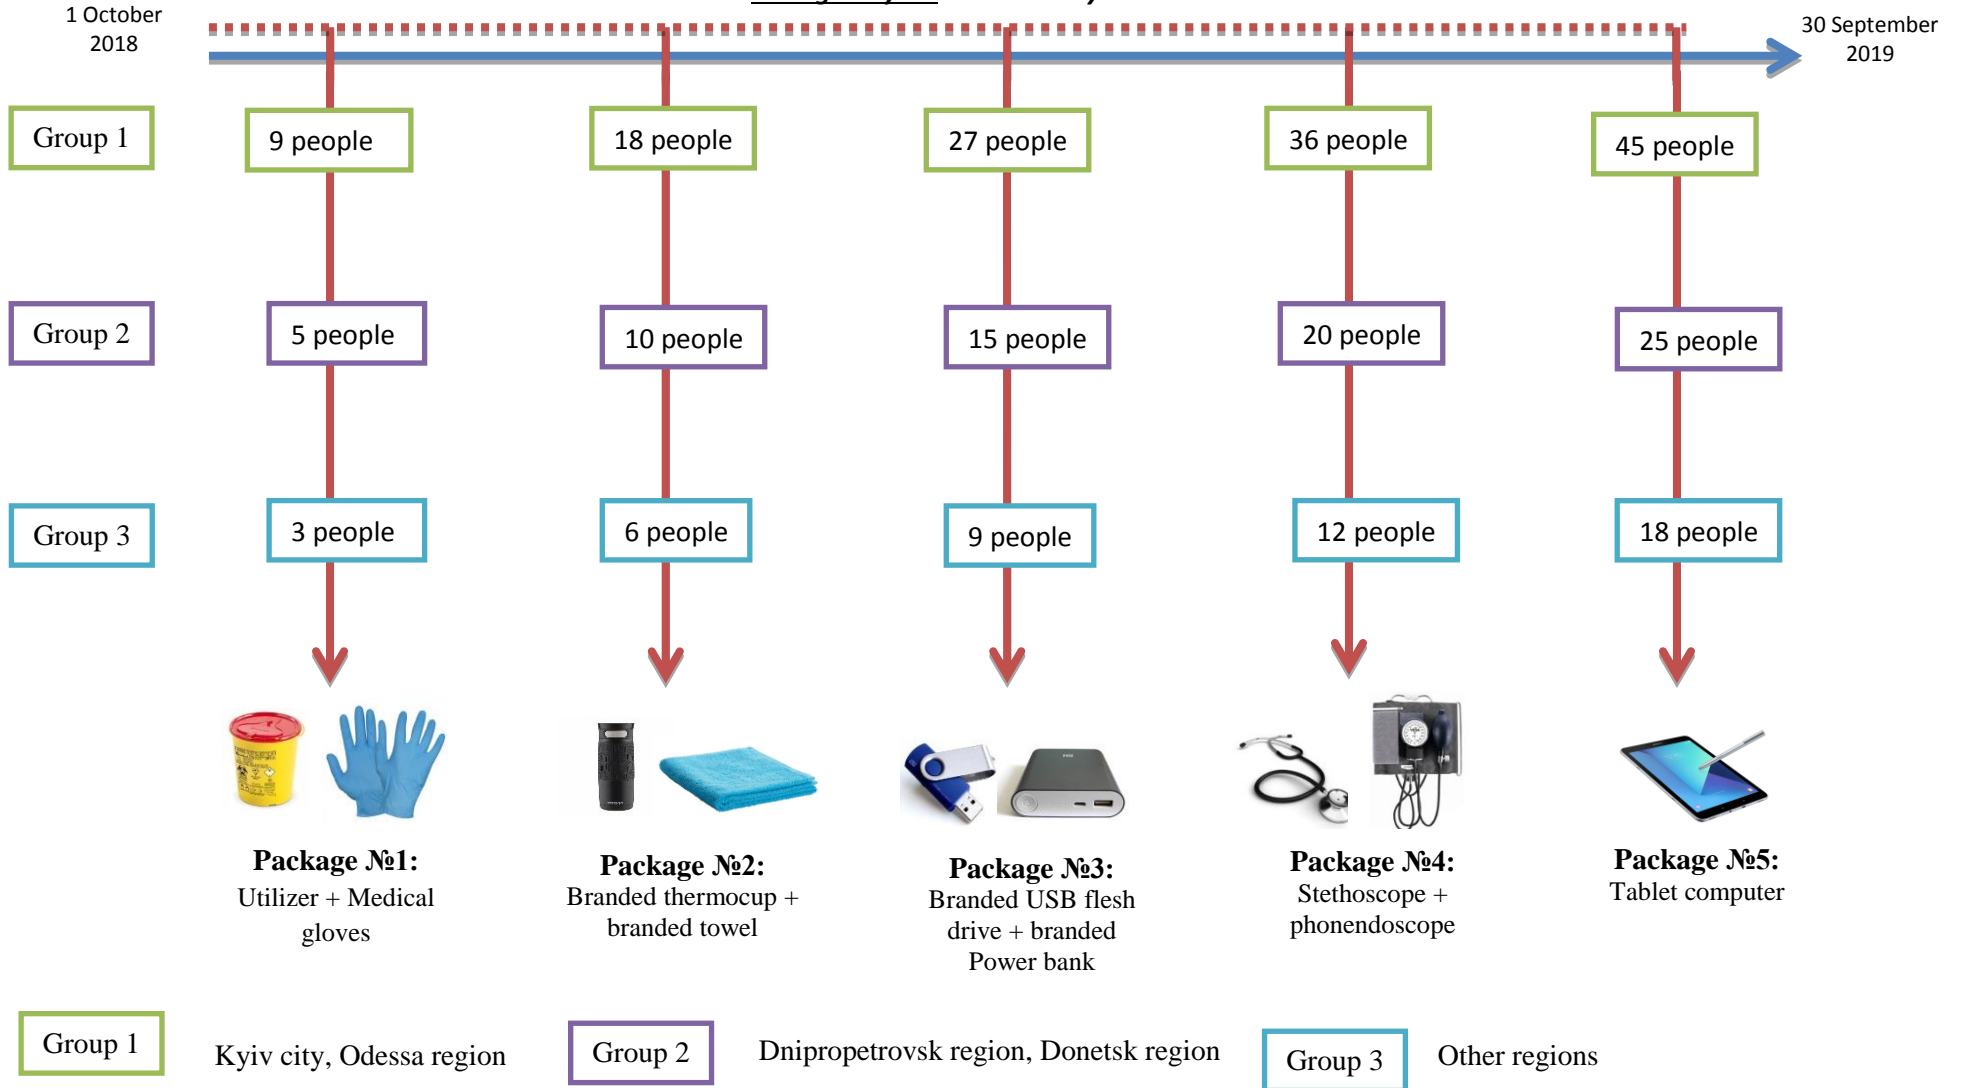 1 October
2018
30 September
2019
Group 1
9 people
18 people
27 people
36 people
45 people
Group 2
5 people
10 people
15 people
20 people
25 people
Group 3
3 people
6 people
9 people
12 people
18 people
Package №1:
Utilizer + Medical
gloves
Package №2:
Branded thermocup +
branded towel
Package №3:
Branded USB flesh
drive + branded
Power bank
Package №4:
Stethoscope +
phonendoscope
Package №5:
Tablet computer
Group 1
Kyiv city, Odessa region
Group 2
Dnipropetrovsk region, Donetsk region
Group 3
Other regions